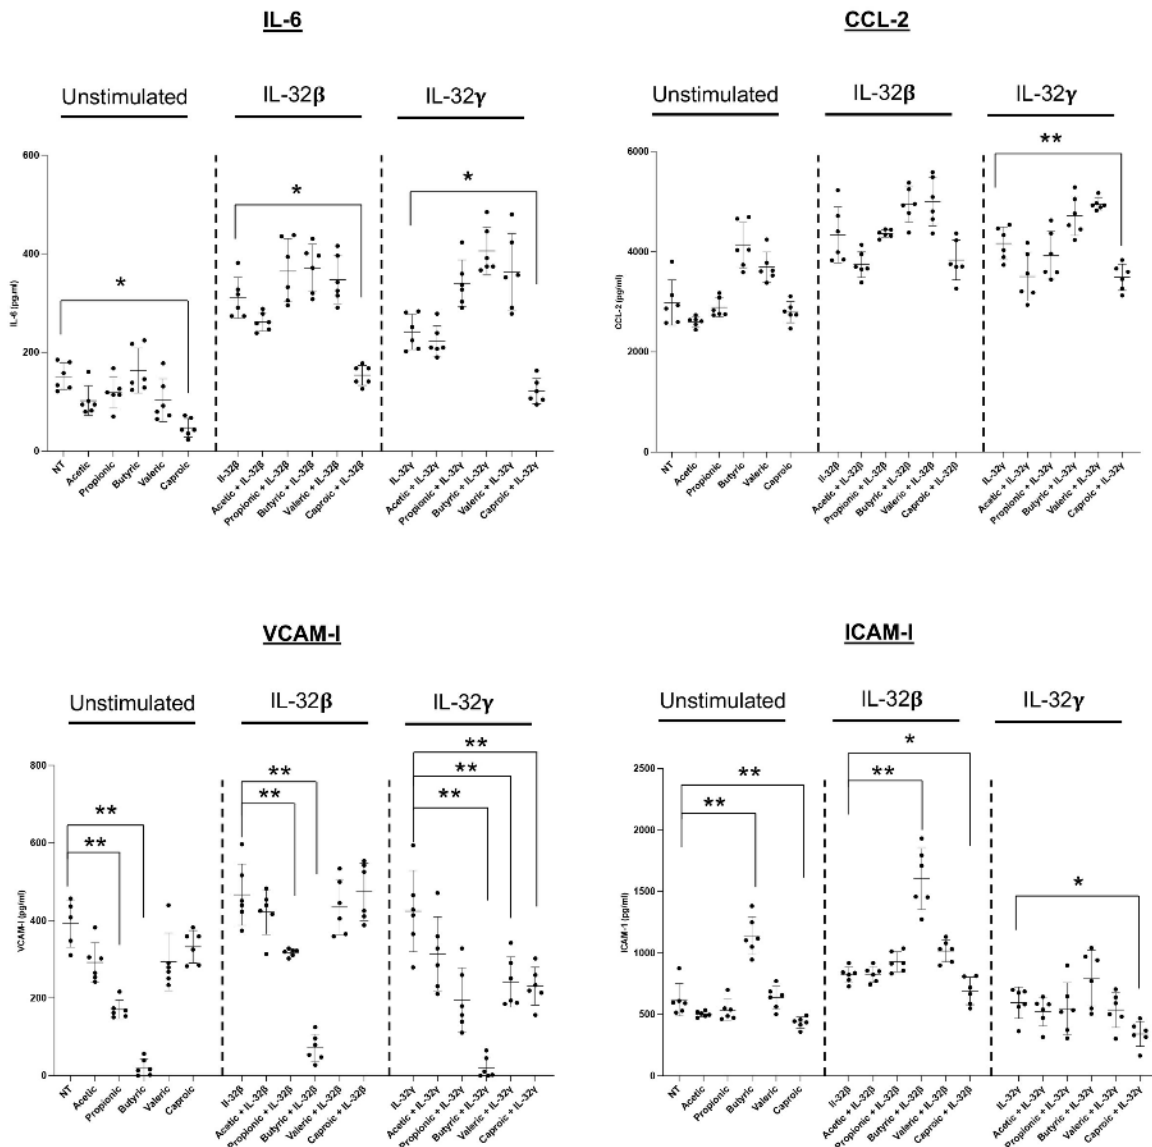 IL-6
Unstimulated
IL-32β
IL-32γ
*
*
*
600
400
200
0
IL-6 (pg/ml)
NT
Acetic
Propionic
Butyric
Valeric
Caproic
Il-32β
Acetic + IL-32β
Propionic + IL-32β
Butyric + IL-32β
Valeric + IL-32β
Caproic + IL-32β
IL-32γ
Acetic + IL-32γ
Propionic + IL-32γ
Butyric + IL-32γ
Valeric + IL-32γ
Caproic + IL-32γ
CCL-2
Unstimulated
IL-32β
IL-32γ
**
6000
4000
2000
0
CCL-2 (pg/ml)
NT
Acetic
Propionic
Butyric
Valeric
Caproic
Il-32β
Acetic + IL-32β
Propionic + IL-32β
Butyric + IL-32β
Valeric + IL-32β
Caproic + IL-32β
IL-32γ
Acetic + IL-32γ
Propionic + IL-32γ
Butyric + IL-32γ
Valeric + IL-32γ
Caproic + IL-32γ
VCAM-I
Unstimulated
IL-32β
IL-32γ
**
**
**
**
**
**
**
800
600
400
200
0
VCAM-I (pg/ml)
NT
Acetic
Propionic
Butyric
Valeric
Caproic
Il-32β
Acetic + IL-32β
Propionic + IL-32β
Butyric + IL-32β
Valeric + IL-32β
Caproic + IL-32β
IL-32γ
Acetic + IL-32γ
Propionic + IL-32γ
Butyric + IL-32γ
Valeric + IL-32γ
Caproic + IL-32γ
ICAM-I
Unstimulated
IL-32β
IL-32γ
**
**
*
**
*
2500
2000
1500
1000
500
0
ICAM-1 (pg/ml)
NT
Acetic
Propionic
Butyric
Valeric
Caproic
Il-32β
Acetic + IL-32β
Propionic + IL-32β
Butyric + IL-32β
Valeric + IL-32β
Caproic + IL-32β
IL-32γ
Acetic + IL-32γ
Propionic + IL-32γ
Butyric + IL-32γ
Valeric + IL-32γ
Caproic + IL-32γ